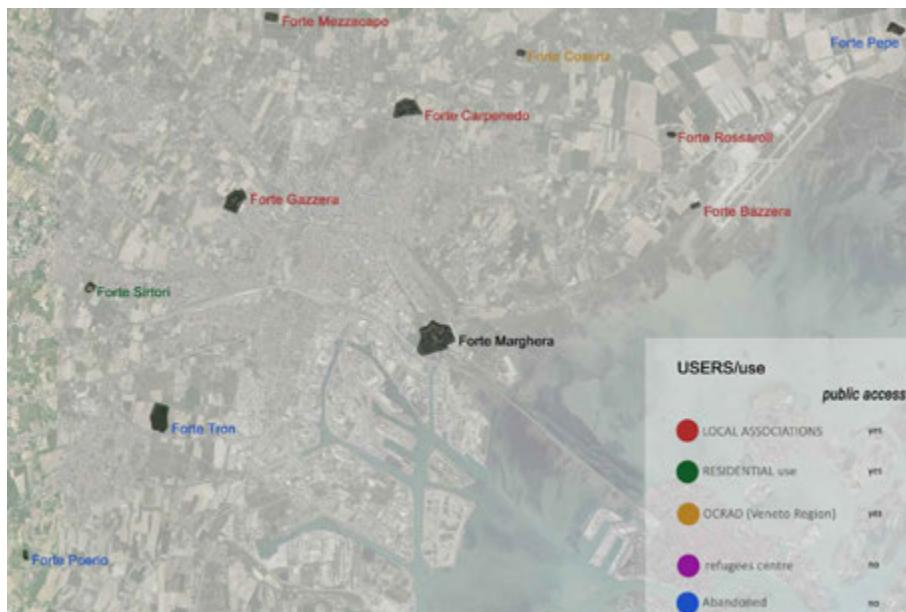 Forte Mezzacapo
Forte Pepe
Forte Cosenz
Forte Carpenedo
Forte Rossaroll
Forte Gazzera
Forte Bazzera
Forte Sirtori
Forte Marghera
Forte Tron
Forte Poerio
USERS/use
public access
LOCAL ASSOCIATIONS yes
RESIDENTIAL use yes
OCRAD (Veneto Region) yes
refugees centre no
Abandoned no